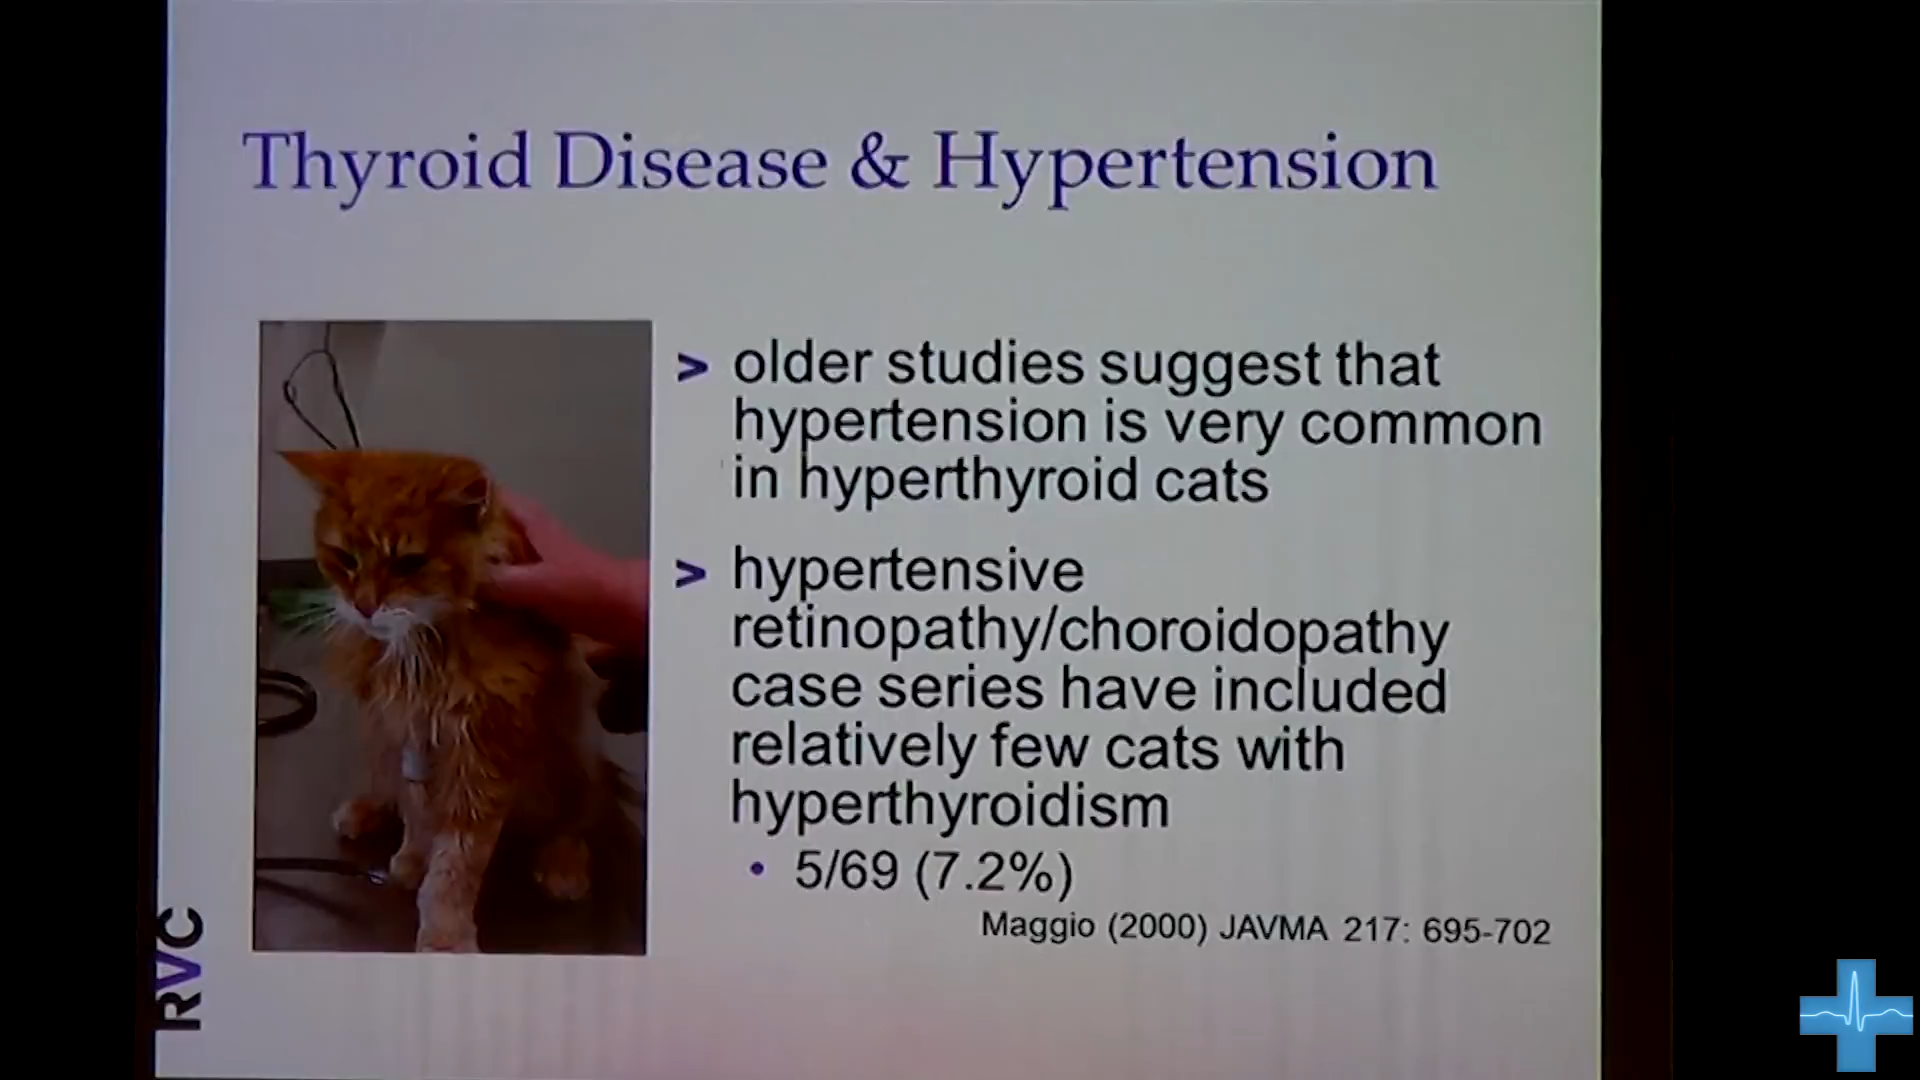 Thyroid Disease & Hypertension
> older studies suggest that
hypertension is very common
in hyperthyroid cats
> hypertensive
retinopathy/choroidopathy
case series have included
relatively few cats with
hyperthyroidism
• 5/69 (7.2%)
Maggio (2000) JAVMA 217: 695-702
RVC